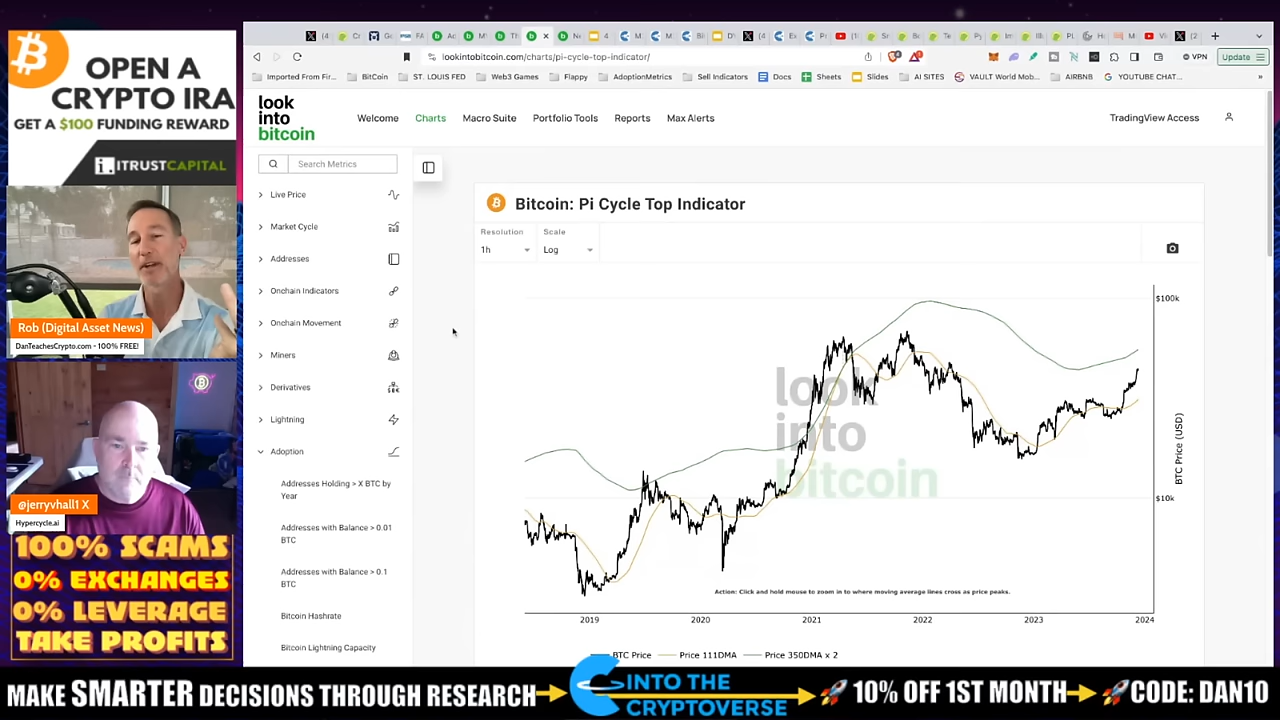 OPEN A
CRYPTO IRA
GET A $100 FUNDING REWARD
i. iTRUSTCAPITAL
Rob (Digital Asset News)
DanTeachesCrypto.com - 100% FREE!
@jerryvhall1 X
Hypercycle.ai
100% SCAMS
0% EXCHANGES
0% LEVERAGE
TAKE PROFITS
lookintobitcoin.com/charts/pi-cycle-top-indicator/
VPN
Update
Imported From Fir...
BitCoin
ST. LOUIS FED
Web3 Games
Flappy
AdoptionMetrics
Sell Indicators
Docs
Sheets
Slides
AI SITES
VAULT World Mob...
AIRBNB
YOUTUBE CHAT...
look
into
bitcoin
Welcome
Charts
Macro Suite
Portfolio Tools
Reports
Max Alerts
TradingView Access
Search Metrics
Live Price
Market Cycle
Addresses
Onchain Indicators
Onchain Movement
Miners
Derivatives
Lightning
Adoption
Addresses Holding > X BTC by
Year
Addresses with Balance > 0.01
BTC
Addresses with Balance > 0.1
BTC
Bitcoin Hashrate
Bitcoin Lightning Capacity
Bitcoin: Pi Cycle Top Indicator
Resolution
1h
Scale
Log
$100k
$10k
BTC Price (USD)
look
into
bitcoin
Action: Click and hold mouse to zoom in to where moving average lines cross as price peaks.
2019
2020
2021
2022
2023
2024
BTC Price
Price 111DMA
Price 350DMA x 2
MAKE SMARTER DECISIONS THROUGH RESEARCH
INTO THE
CRYPTOVERSE
10% OFF 1ST MONTH
CODE: DAN10